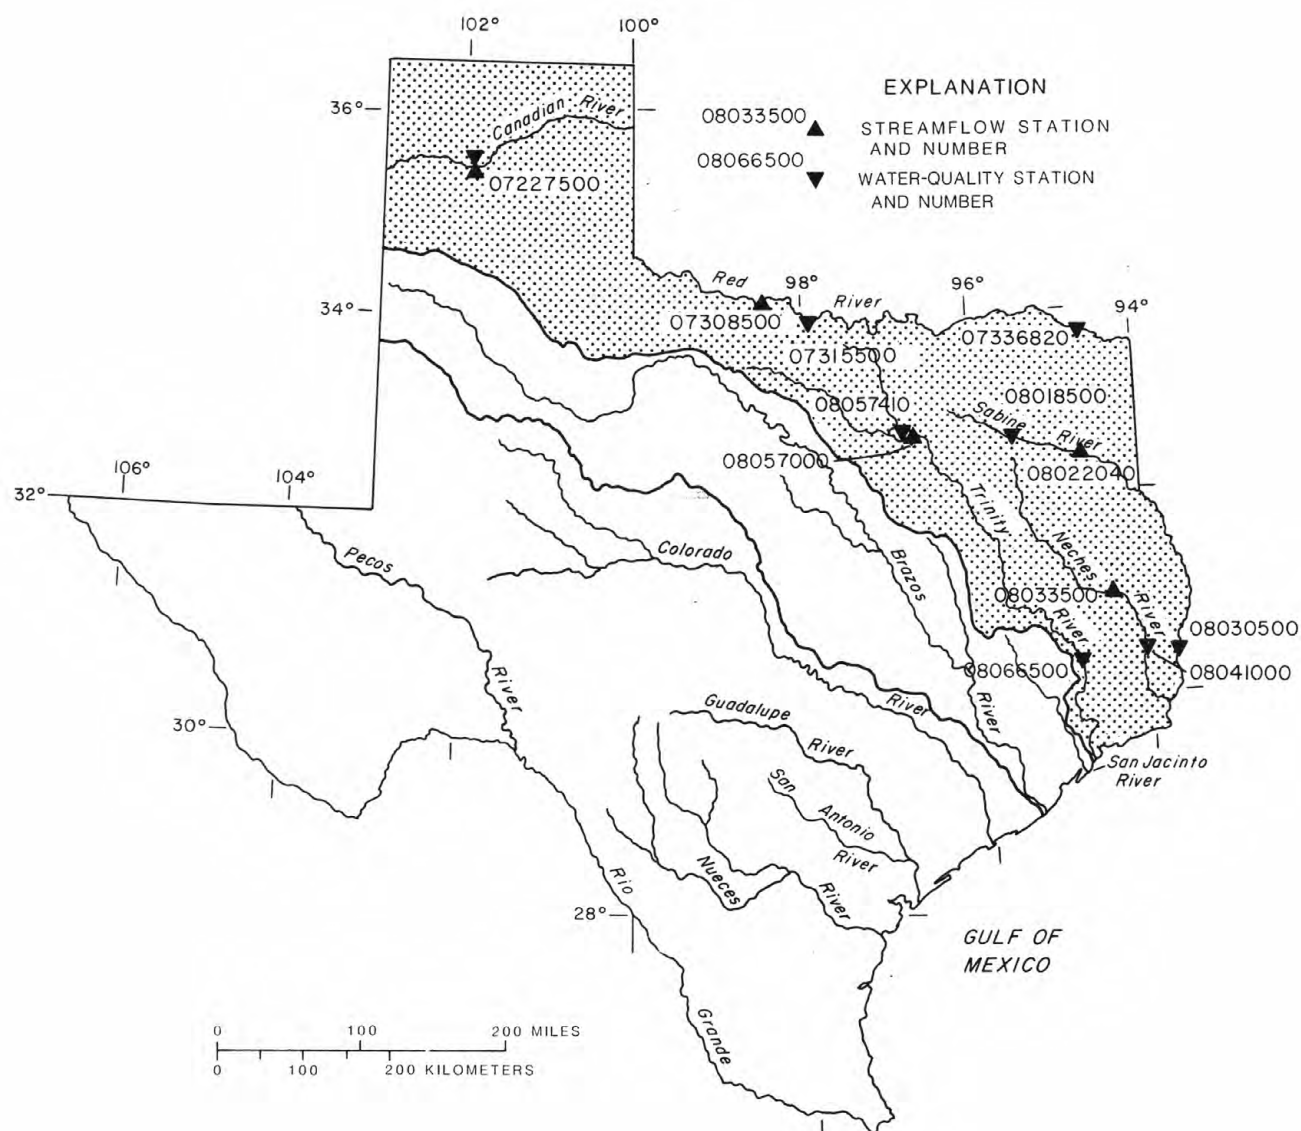 102°
100°
36°
Canadian River
07227500
EXPLANATION
08033500
STREAMFLOW STATION
AND NUMBER
08066500
WATER-QUALITY STATION
AND NUMBER
34°
Red
98°
River
96°
94°
07308500
07315500
07336820
08057410
08018500
Sabine
River
08057000
08022040
106°
104°
32°
Pecos
River
Colorado
River
Brazos
River
Trinity
River
Neches
River
08033500
08030500
08066500
08041000
30°
Guadalupe
River
San Jacinto
River
San
Antonio
River
Nueces
River
Rio
Grande
28°
GULF OF
MEXICO
0 100 200 MILES
0 100 200 KILOMETERS